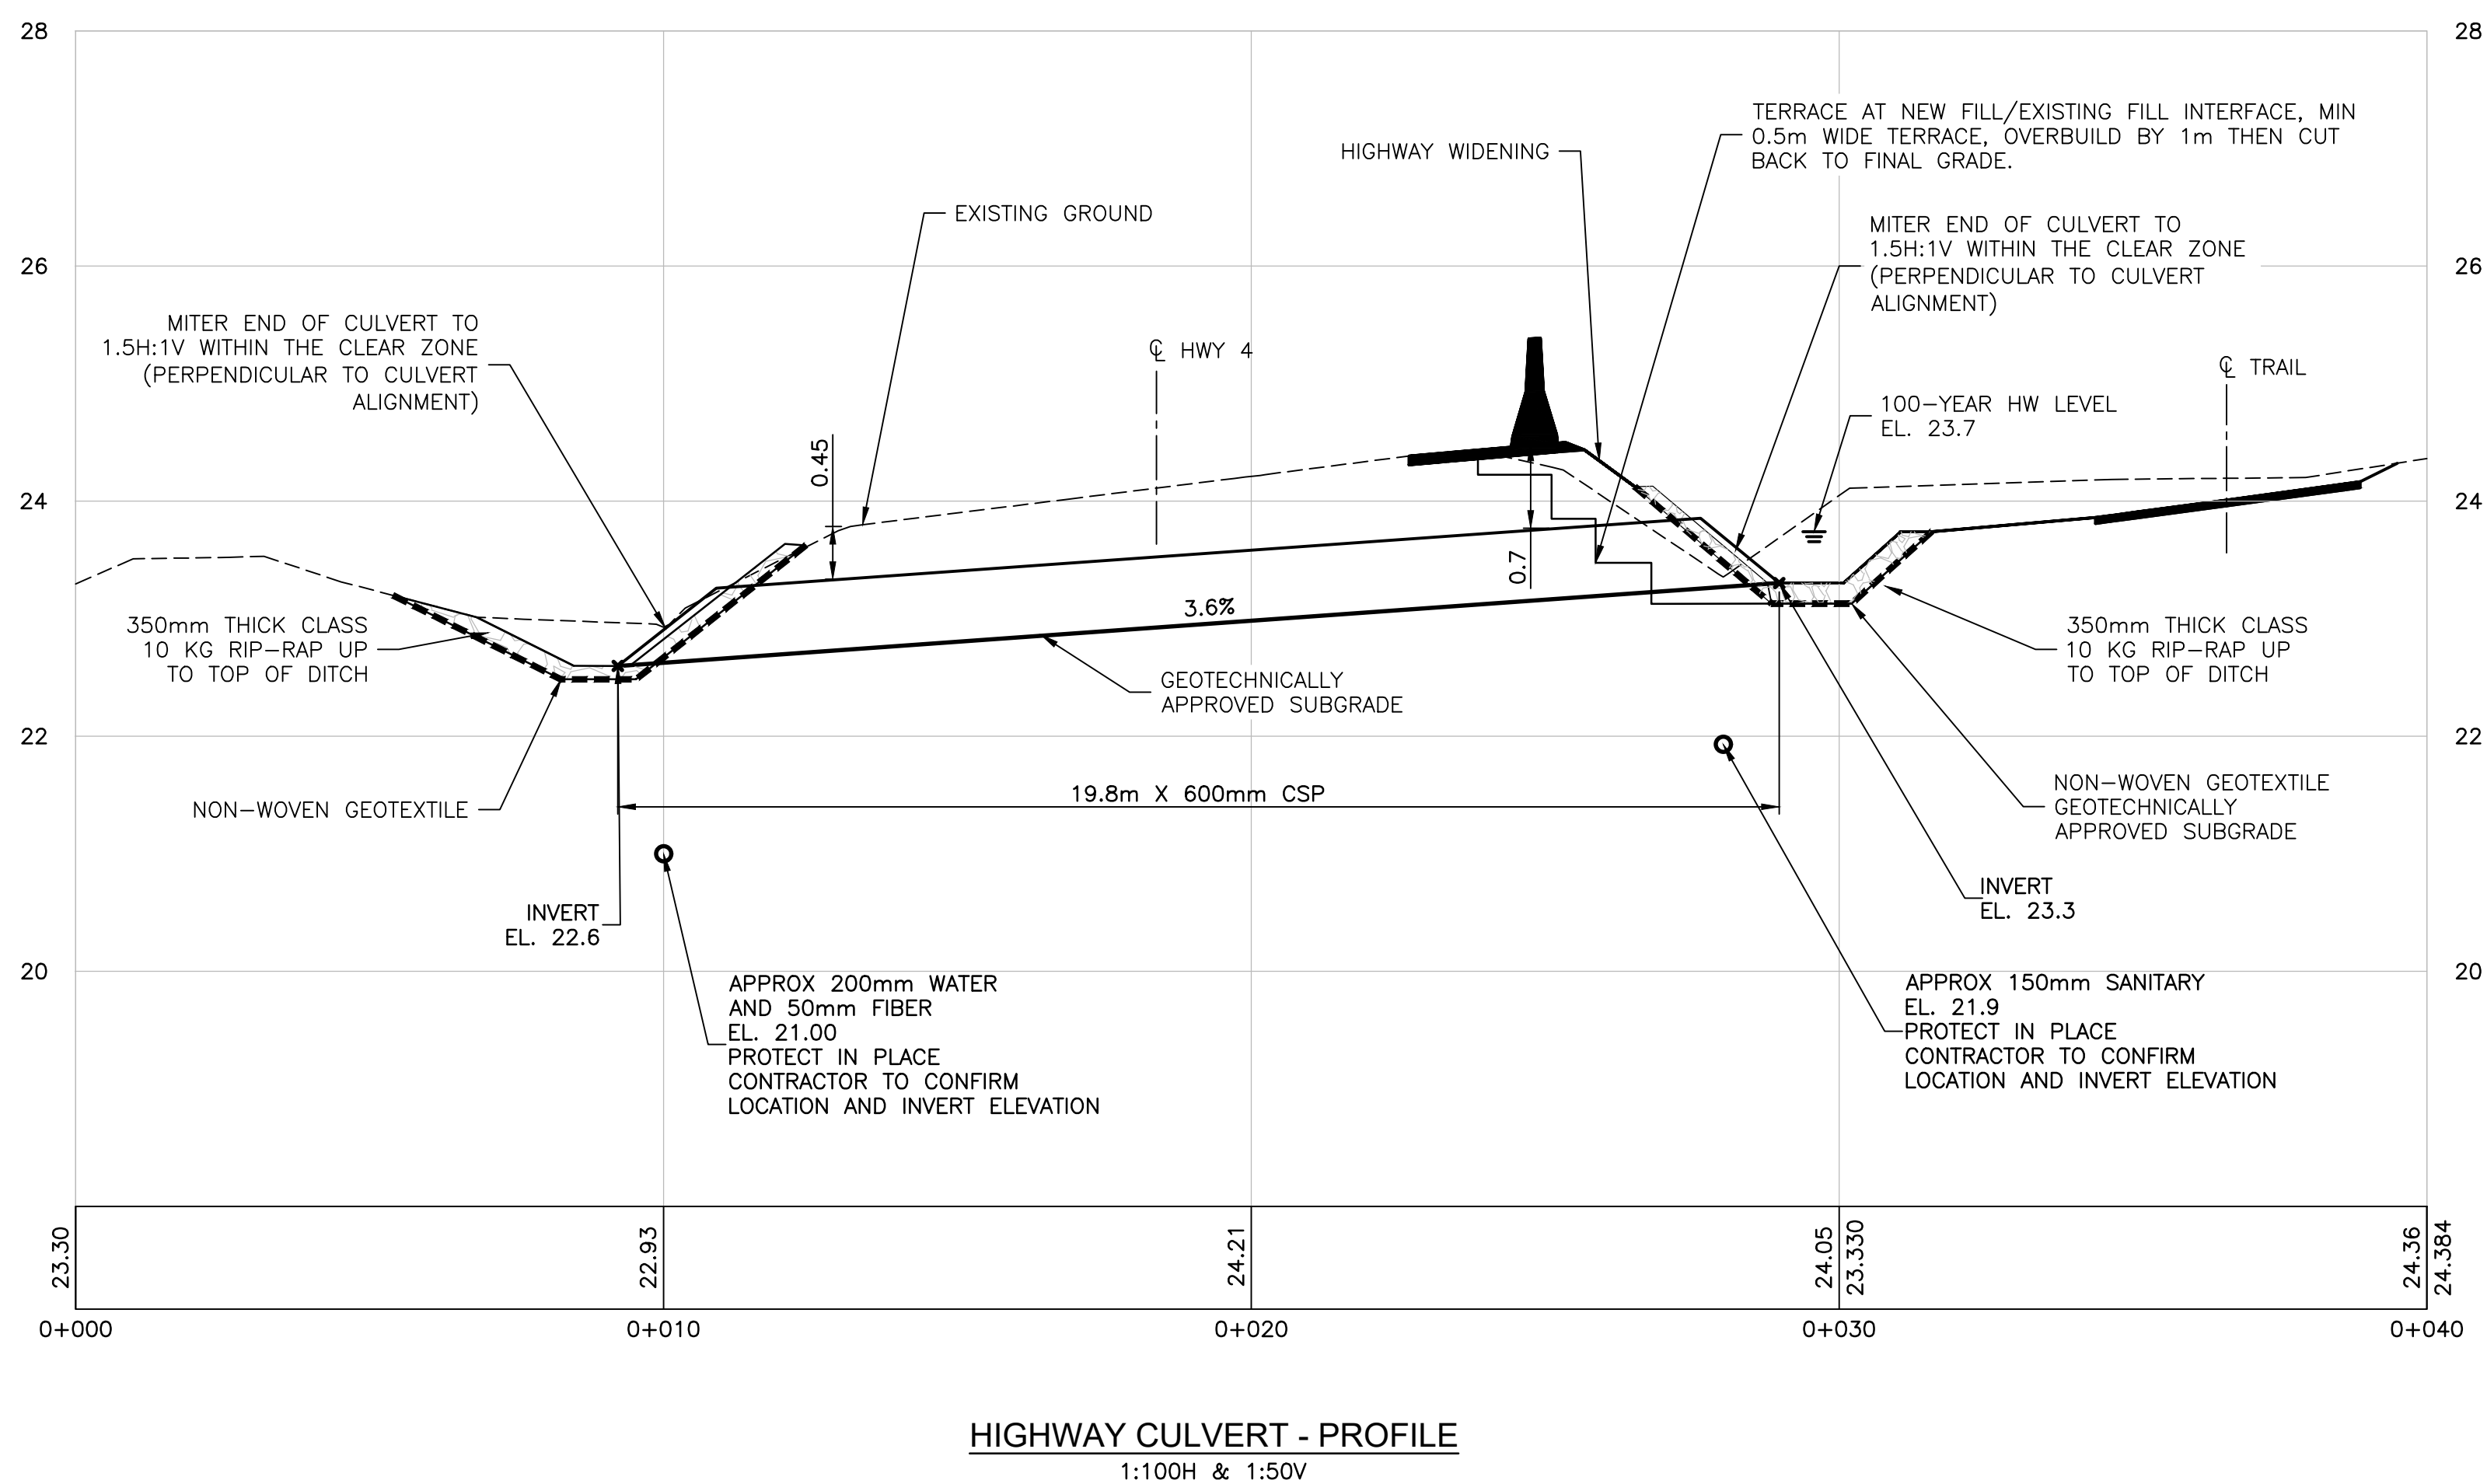 28
28
TERRACE AT NEW FILL/EXISTING FILL INTERFACE, MIN
0.5m WIDE TERRACE, OVERBUILD BY 1m THEN CUT
BACK TO FINAL GRADE.
HIGHWAY WIDENING
EXISTING GROUND
MITER END OF CULVERT TO
1.5H:1V WITHIN THE CLEAR ZONE
(PERPENDICULAR TO CULVERT
ALIGNMENT)
26
26
MITER END OF CULVERT TO
1.5H:1V WITHIN THE CLEAR ZONE
(PERPENDICULAR TO CULVERT
ALIGNMENT)
℄ HWY 4
℄ TRAIL
100-YEAR HW LEVEL
EL. 23.7
0.45
24
24
0.7
3.6%
350mm THICK CLASS
10 KG RIP-RAP UP
TO TOP OF DITCH
350mm THICK CLASS
10 KG RIP-RAP UP
TO TOP OF DITCH
GEOTECHNICALLY
APPROVED SUBGRADE
22
22
19.8m X 600mm CSP
NON-WOVEN GEOTEXTILE
NON-WOVEN GEOTEXTILE
GEOTECHNICALLY
APPROVED SUBGRADE
INVERT
EL. 22.6
INVERT
EL. 23.3
20
20
APPROX 200mm WATER
AND 50mm FIBER
EL. 21.00
PROTECT IN PLACE
CONTRACTOR TO CONFIRM
LOCATION AND INVERT ELEVATION
APPROX 150mm SANITARY
EL. 21.9
PROTECT IN PLACE
CONTRACTOR TO CONFIRM
LOCATION AND INVERT ELEVATION
23.30
22.93
24.21
24.05
23.330
24.36
24.384
0+000
0+010
0+020
0+030
0+040
HIGHWAY CULVERT - PROFILE
1:100H & 1:50V